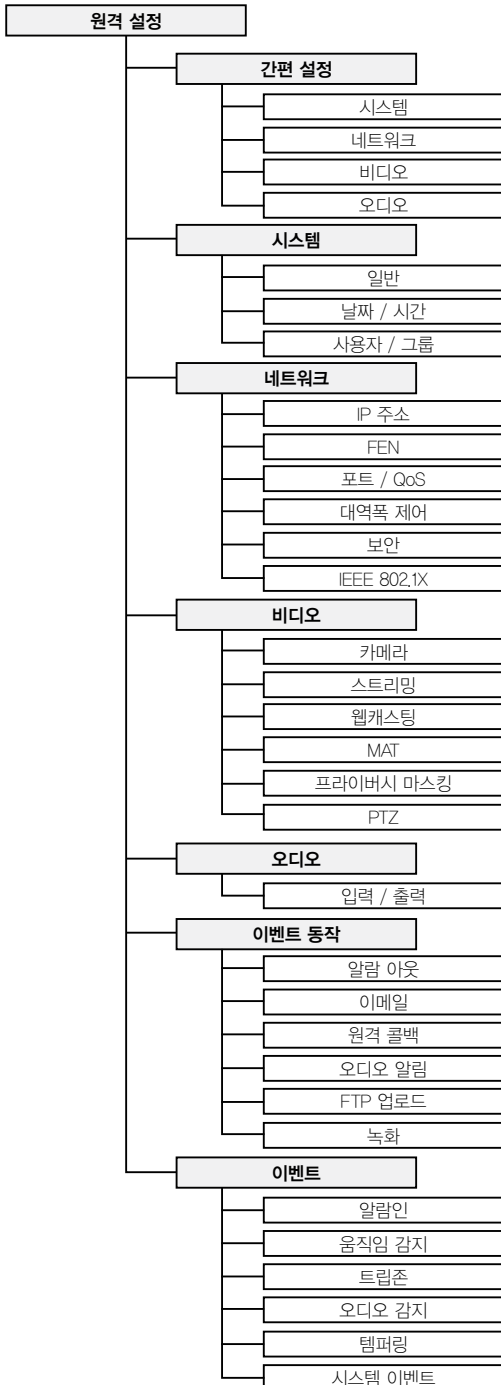 원격 설정
간편 설정
시스템
네트워크
비디오
오디오
시스템
일반
날짜 / 시간
사용자 / 그룹
네트워크
IP 주소
FEN
포트 / QoS
대역폭 제어
보안
IEEE 802.1X
비디오
카메라
스트리밍
웹캐스팅
MAT
프라이버시 마스킹
PTZ
오디오
입력 / 출력
이벤트 동작
알람 아웃
이메일
원격 콜백
오디오 알림
FTP 업로드
녹화
이벤트
알람인
움직임 감지
트립존
오디오 감지
템퍼링
시스템 이벤트